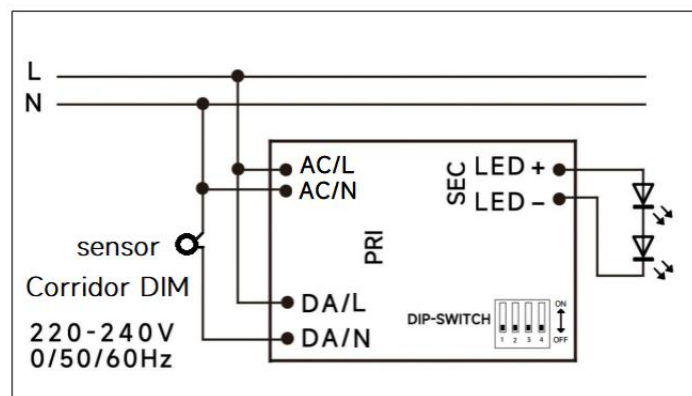 L
N
AC/L
AC/N
SEC
LED +
LED −
PRI
sensor
Corridor DIM
220-240V
0/50/60Hz
DA/L
DA/N
DIP-SWITCH
ON
OFF
1 2 3 4